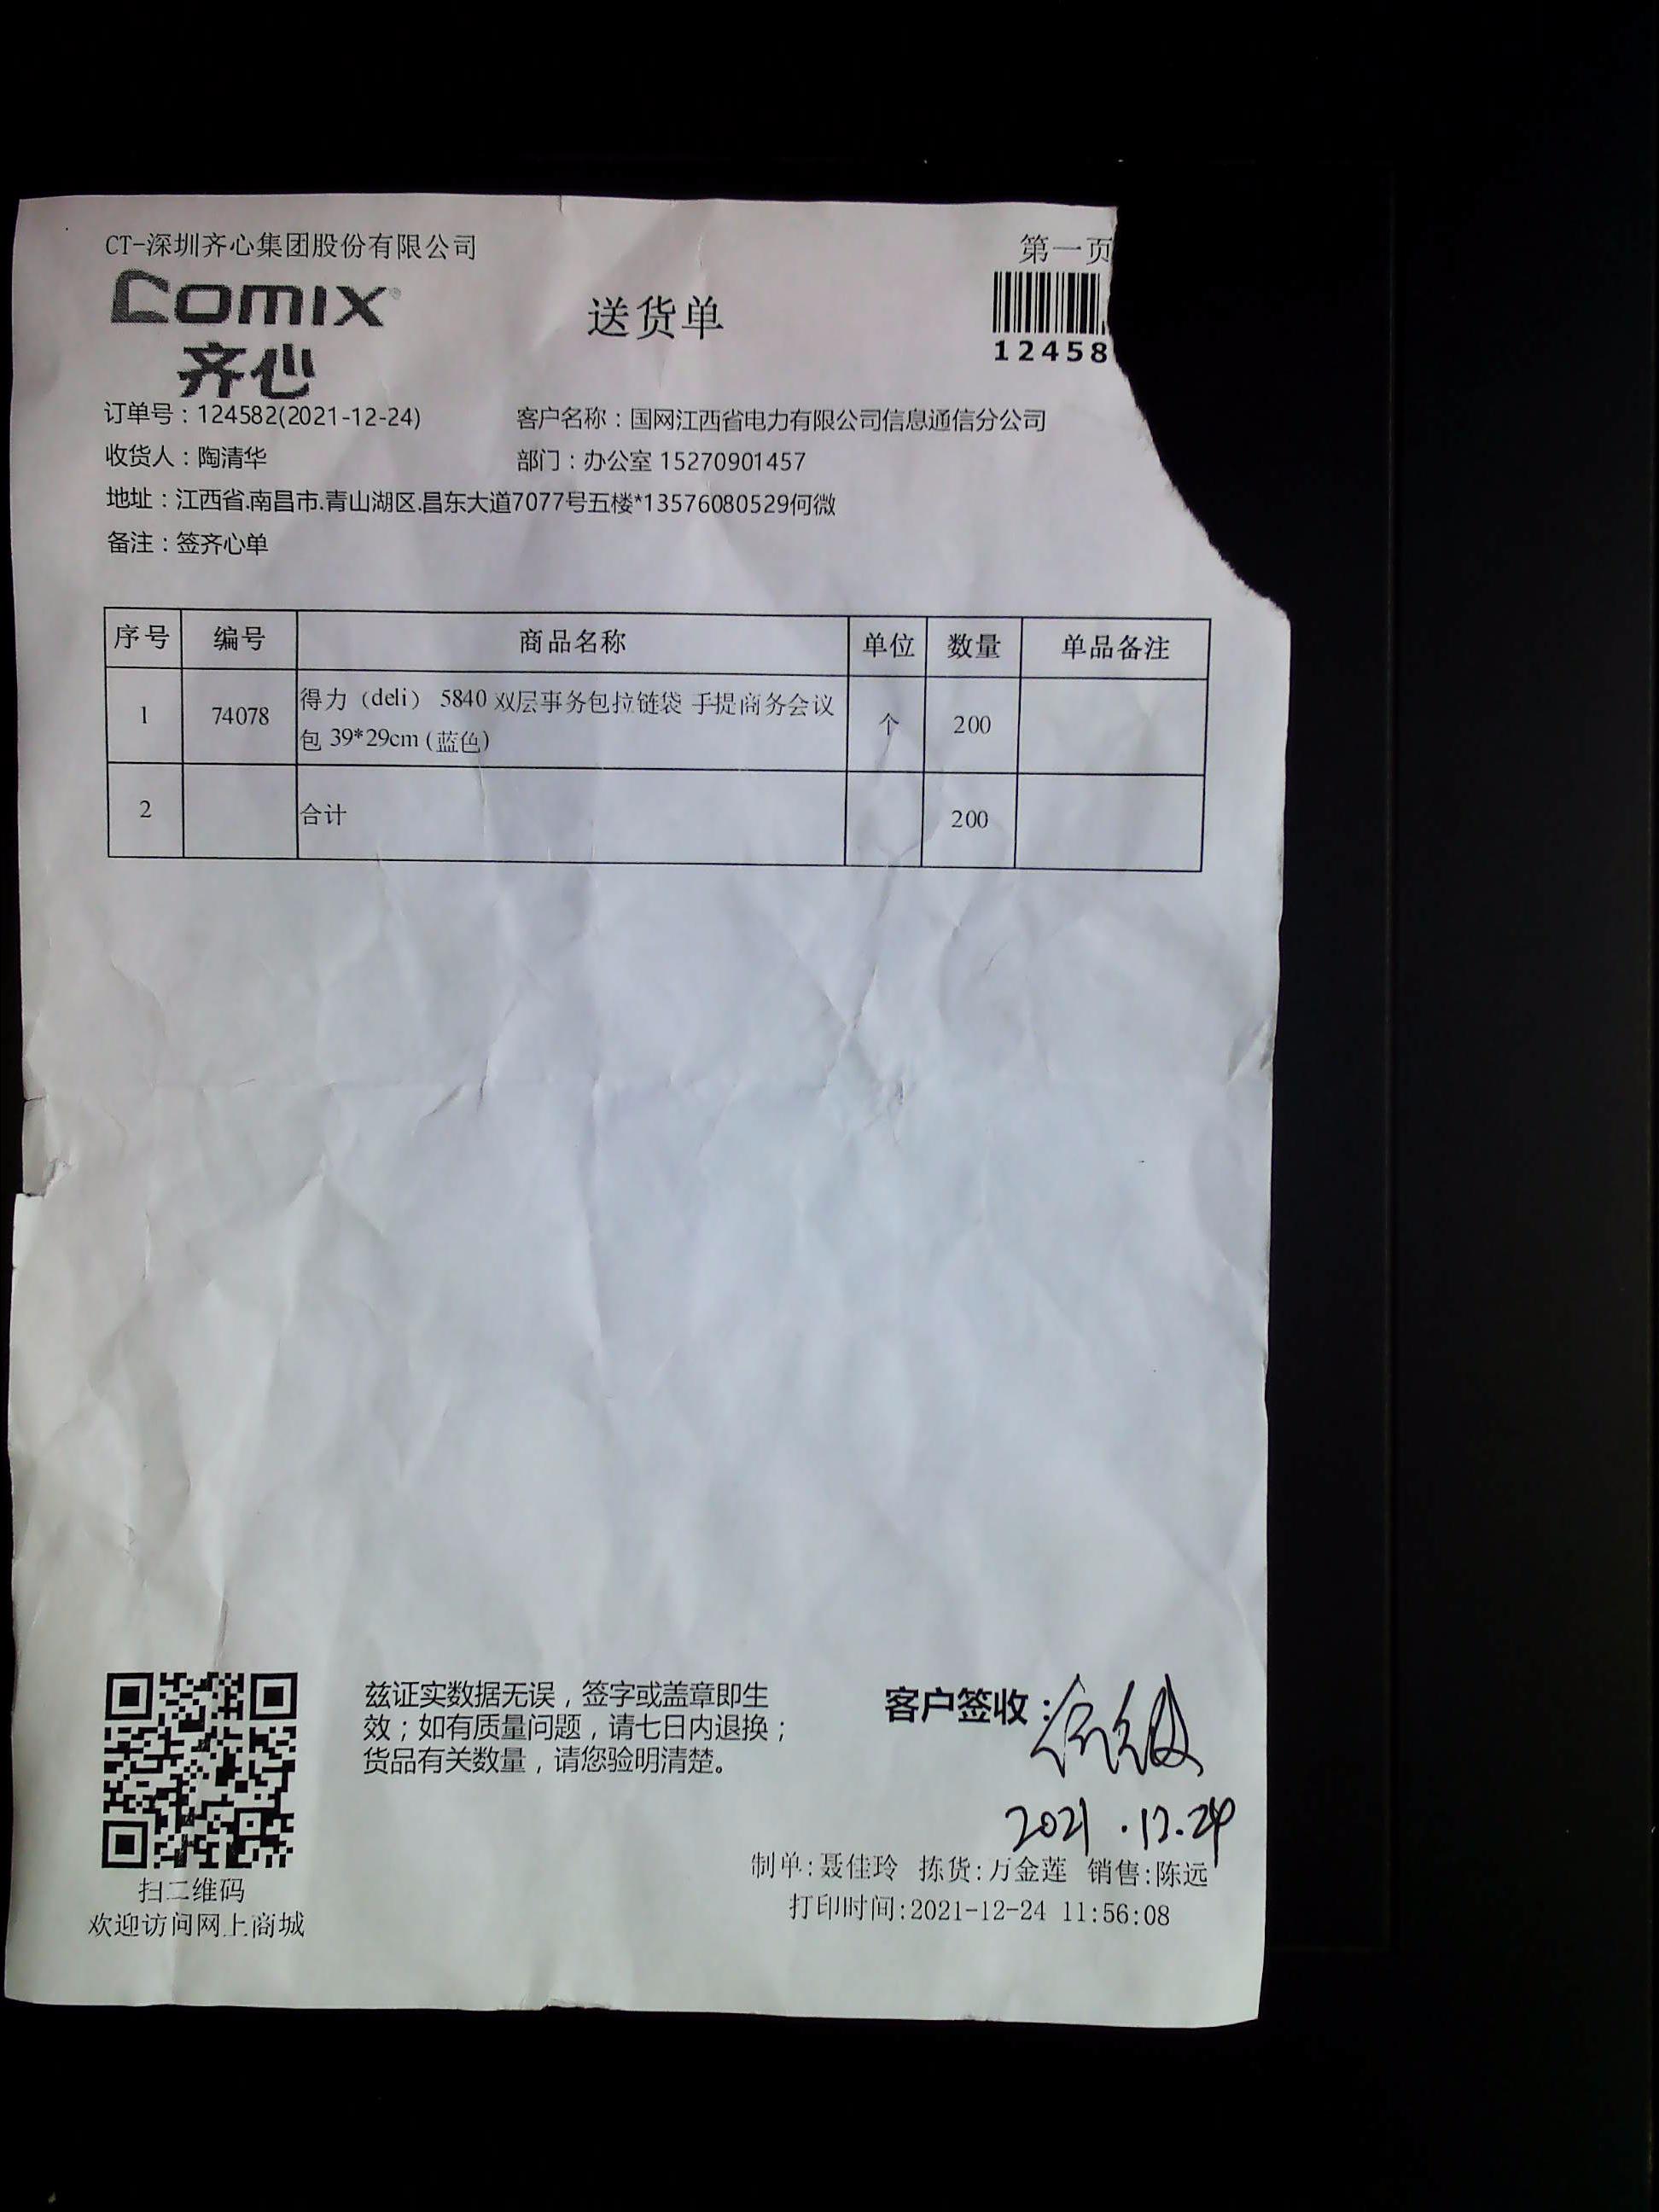 CT-深圳齐心集团股份有限公司
第一页
COMIX®
齐心
送货单
12458
订单号：124582(2021-12-24)
客户名称：国网江西省电力有限公司信息通信分公司
收货人：陶清华
部门：办公室 15270901457
地址：江西省.南昌市.青山湖区.昌东大道7077号五楼*13576080529何微
备注：签齐心单
序号 编号 商品名称 单位 数量 单品备注
1 74078 得力（deli） 5840 双层事务包拉链袋 手提商务会议
包 39*29cm (蓝色) 个 200
2 合计 200
兹证实数据无误，签字或盖章即生
效；如有质量问题，请七日内退换；
货品有关数量，请您验明清楚。
客户签收：何微
2021.12.24
制单:聂佳玲 拣货:万金莲 销售:陈远
打印时间:2021-12-24 11:56:08
扫二维码
欢迎访问网上商城